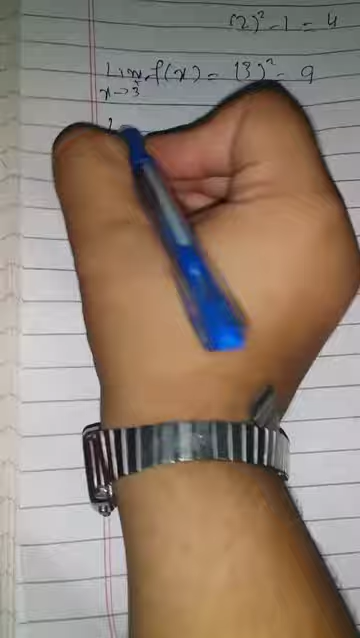 (2)² - 1 = 4
Lim f(x) = (3)² = 9
x→3